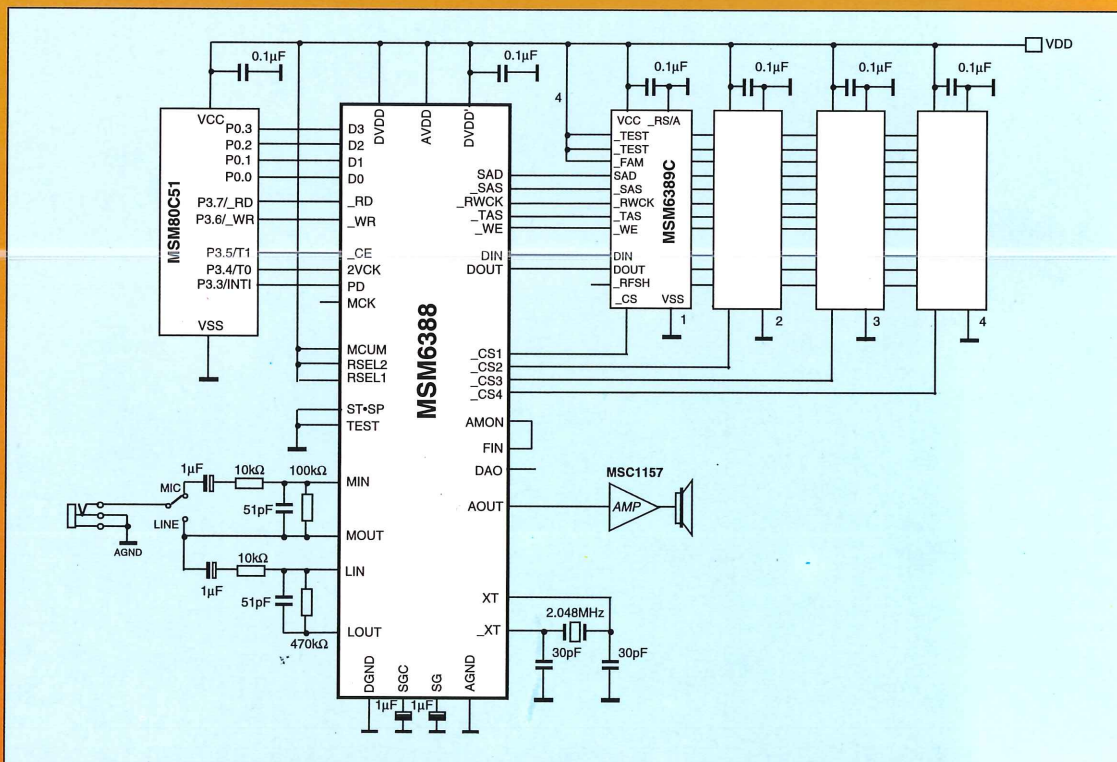 VDD
0.1µF
0.1µF
0.1µF
0.1µF
0.1µF
0.1µF
4
MSM80C51
VCC
P0.3
P0.2
P0.1
P0.0
P3.7/_RD
P3.6/_WR
P3.5/T1
P3.4/T0
P3.3/INTI
VSS
MSM6388
DVDD
AVDD
DVDD'
D3
D2
D1
D0
_RD
_WR
_CE
2VCK
PD
MCK
MCUM
RSEL2
RSEL1
ST•SP
TEST
MIN
MOUT
LIN
LOUT
DGND
SGC
SG
AGND
SAD
_SAS
_RWCK
_TAS
_WE
DIN
DOUT
_CS1
_CS2
_CS3
_CS4
AMON
FIN
DAO
AOUT
XT
_XT
MSM6389C
VCC _RS/A
_TEST
_TEST
_FAM
SAD
_SAS
_RWCK
_TAS
_WE
DIN
DOUT
_RFSH
_CS VSS
1
2
3
4
MSC1157
AMP
2.048MHz
30pF
30pF
1µF
10kΩ
100kΩ
MIC
51pF
LINE
AGND
10kΩ
1µF
51pF
470kΩ
1µF
1µF